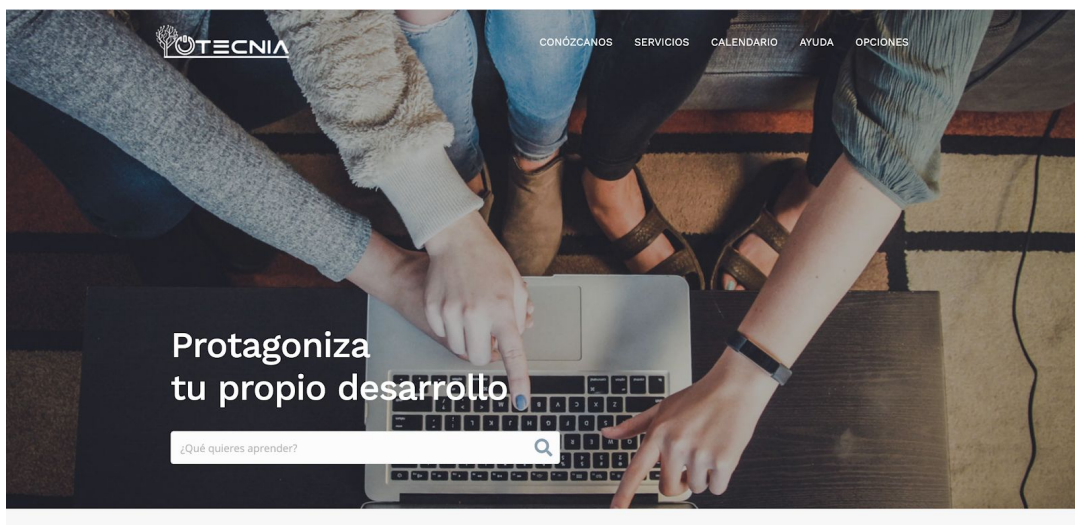 OTECNIA
CONÓZCANOS SERVICIOS CALENDARIO AYUDA OPCIONES
Protagoniza
tu propio desarrollo
¿Qué quieres aprender?